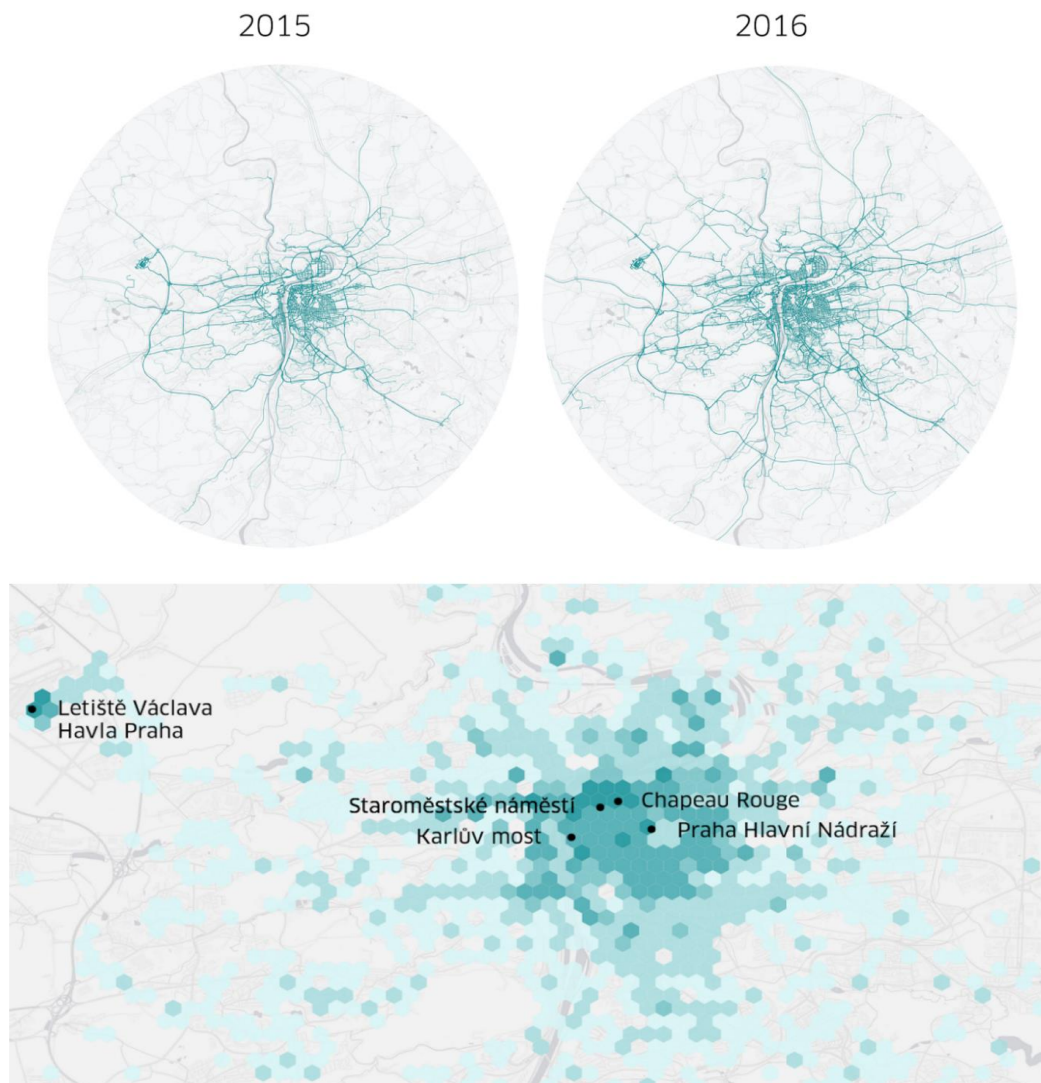 2015
2016
Letiště Václava
Havla Praha
Staroměstské náměstí
Chapeau Rouge
Karlův most
Praha Hlavní Nádraží